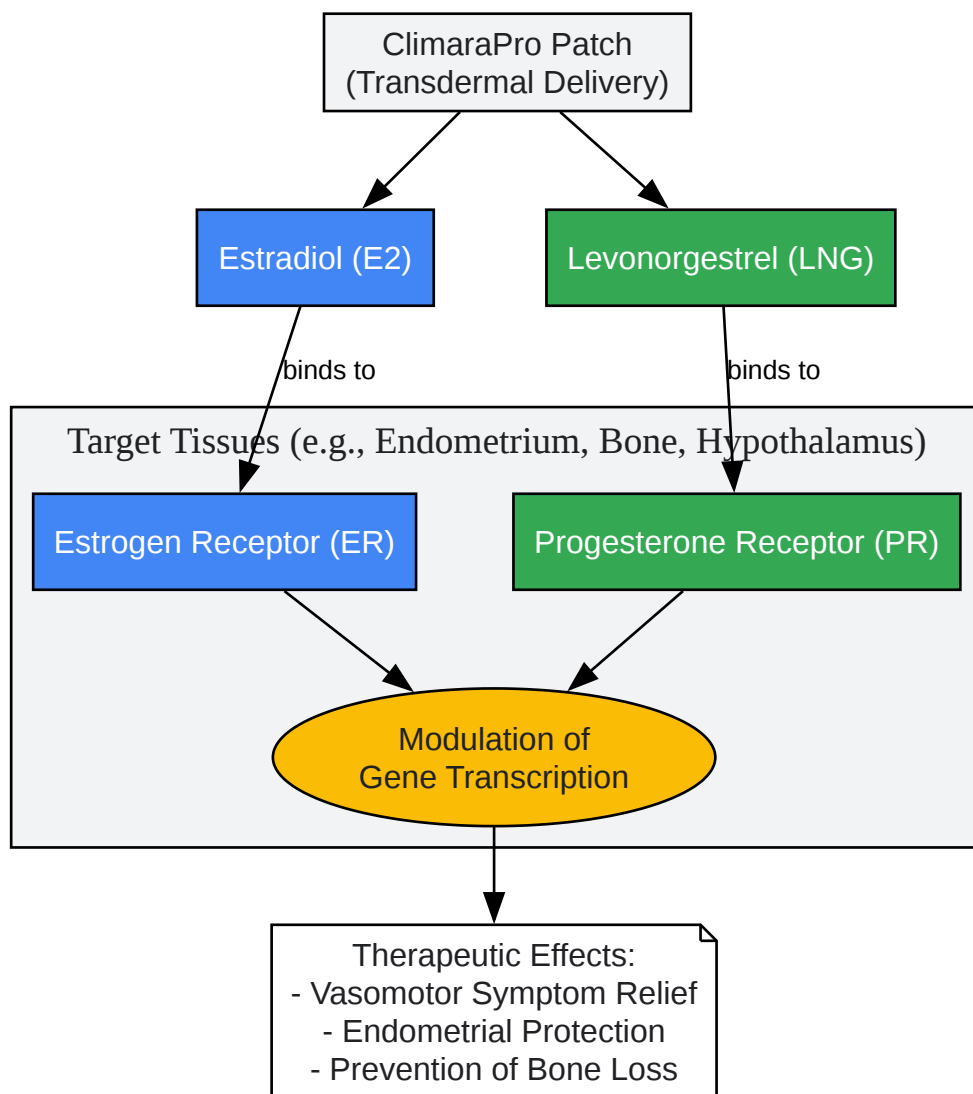 ClimaraPro Patch
(Transdermal Delivery)
Estradiol (E2)
Levonorgestrel (LNG)
binds to
binds to
Target Tissues (e.g., Endometrium, Bone, Hypothalamus)
Estrogen Receptor (ER)
Progesterone Receptor (PR)
Modulation of
Gene Transcription
Therapeutic Effects:
- Vasomotor Symptom Relief
- Endometrial Protection
- Prevention of Bone Loss